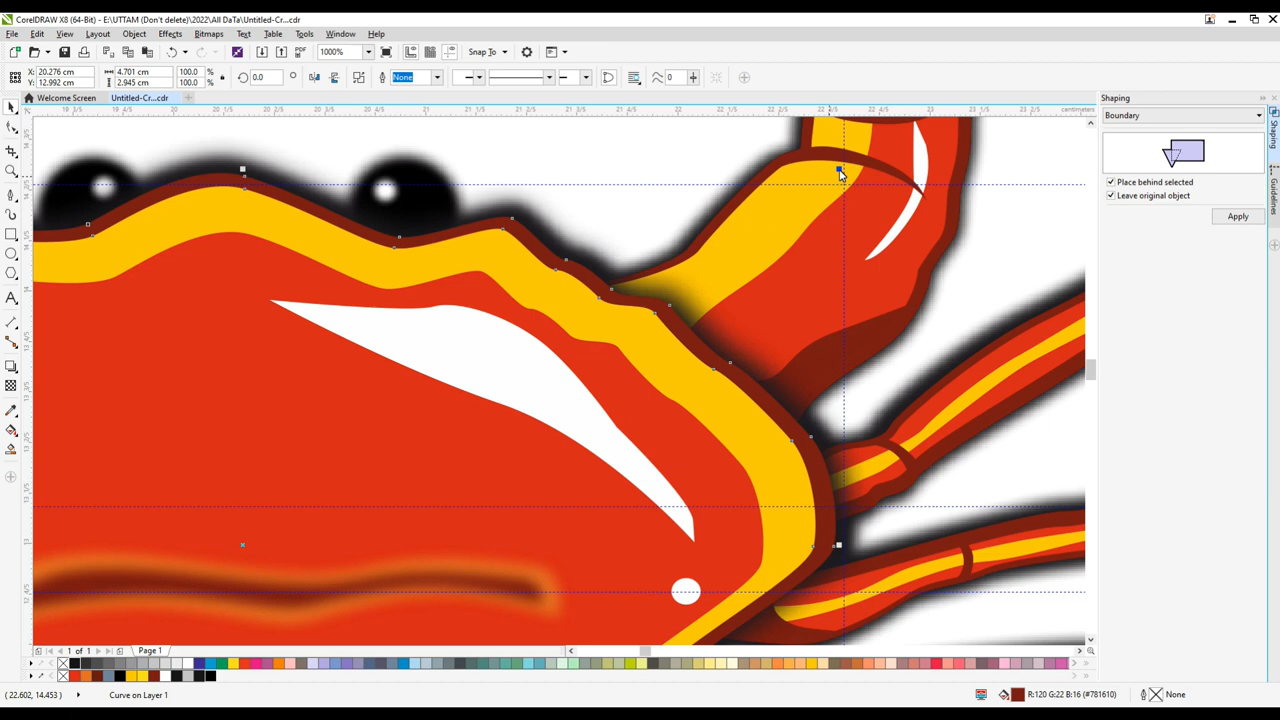 CorelDRAW X8 (64-Bit) - E:\UTTAM (Don't delete)\2022\All DaTa\Untitled-Cr...cdr
File Edit View Layout Object Effects Bitmaps Text Table Tools Window Help
PDF 1000% Snap To
X: 20.276 cm 4.701 cm 100.0 % 0.0 ° None 0
Y: 12.992 cm 2.945 cm 100.0 %
Welcome Screen Untitled-Cr...cdr
centimeters
Shaping
Boundary
Place behind selected
Leave original object
Apply
Shaping
Guidelines
1 of 1 Page 1
( 22.602, 14.453 ) Curve on Layer 1 R:120 G:22 B:16 (#781610) None